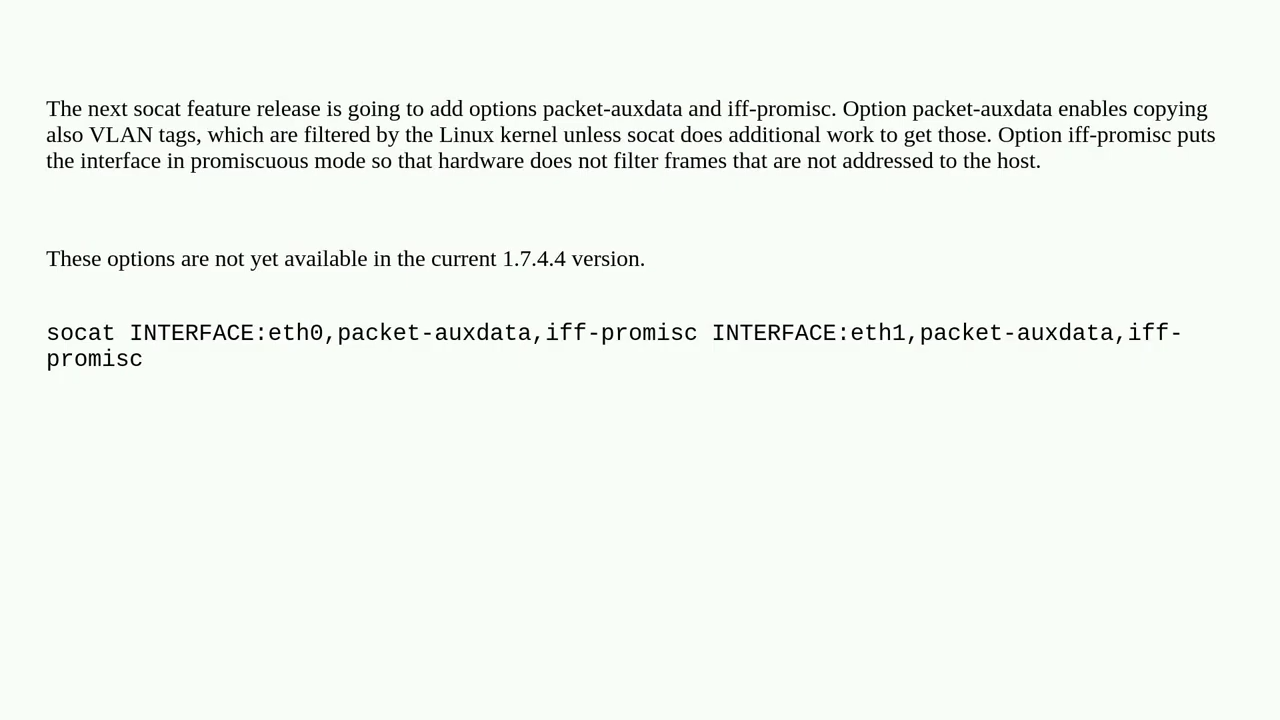 The next socat feature release is going to add options packet-auxdata and iff-promisc. Option packet-auxdata enables copying
also VLAN tags, which are filtered by the Linux kernel unless socat does additional work to get those. Option iff-promisc puts
the interface in promiscuous mode so that hardware does not filter frames that are not addressed to the host.
These options are not yet available in the current 1.7.4.4 version.
socat INTERFACE:eth0,packet-auxdata,iff-promisc INTERFACE:eth1,packet-auxdata,iff-
promisc